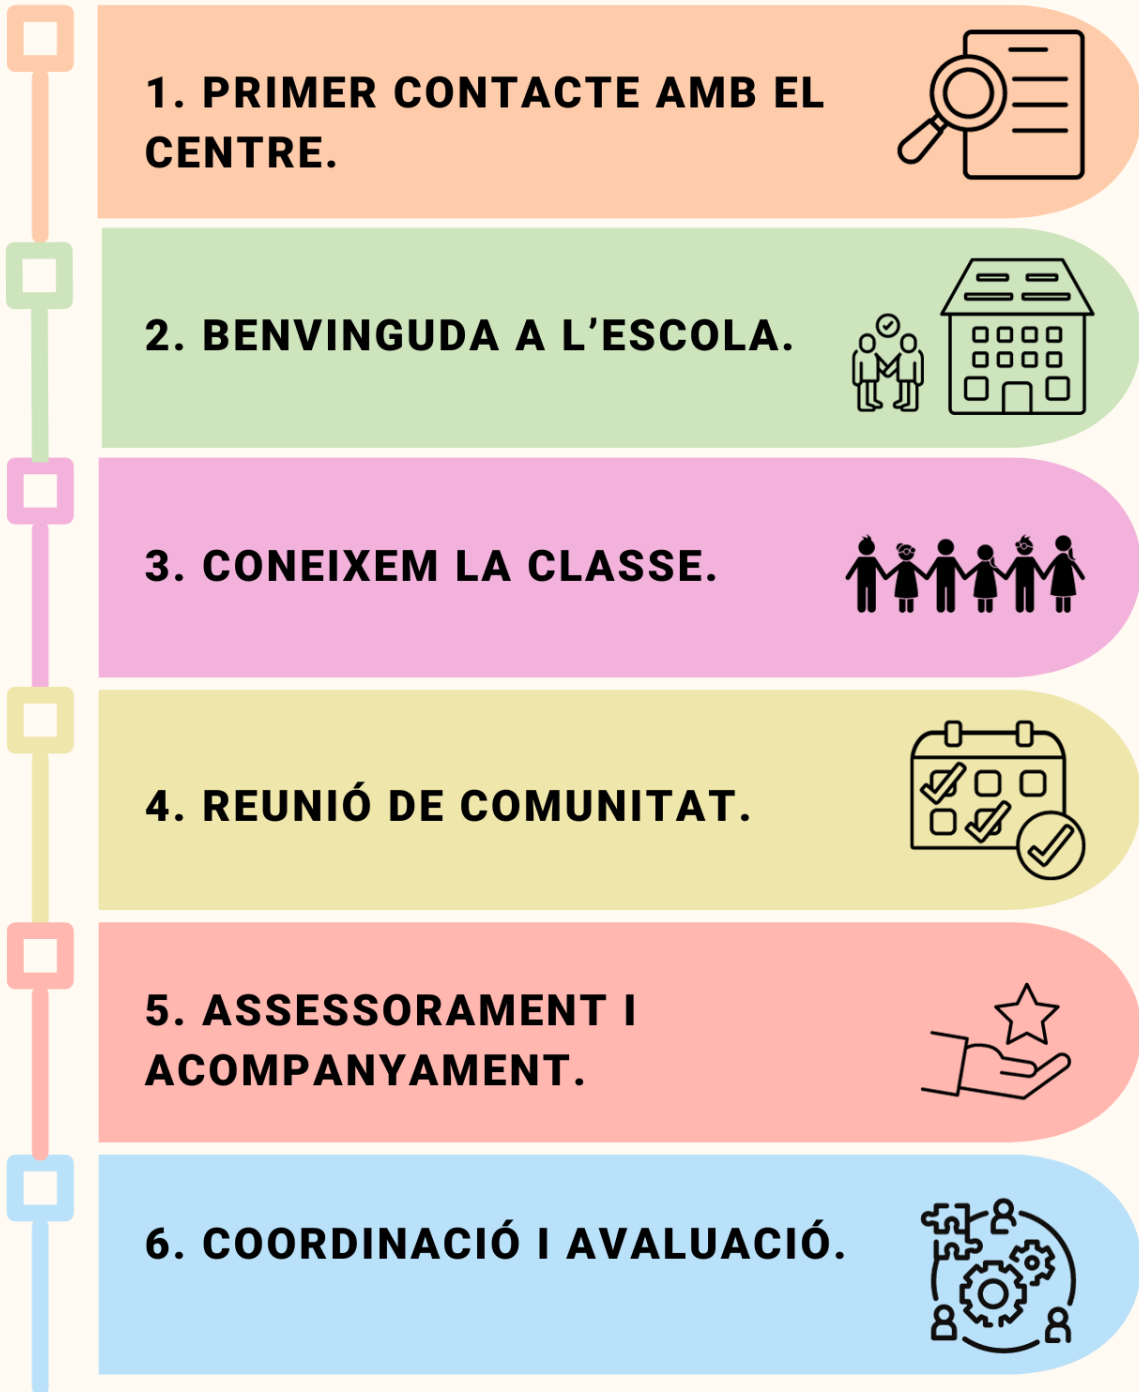 1. PRIMER CONTACTE AMB EL
CENTRE.
2. BENVINGUDA A L’ESCOLA.
3. CONEIXEM LA CLASSE.
4. REUNIÓ DE COMUNITAT.
5. ASSESSORAMENT I
ACOMPANYAMENT.
6. COORDINACIÓ I AVALUACIÓ.